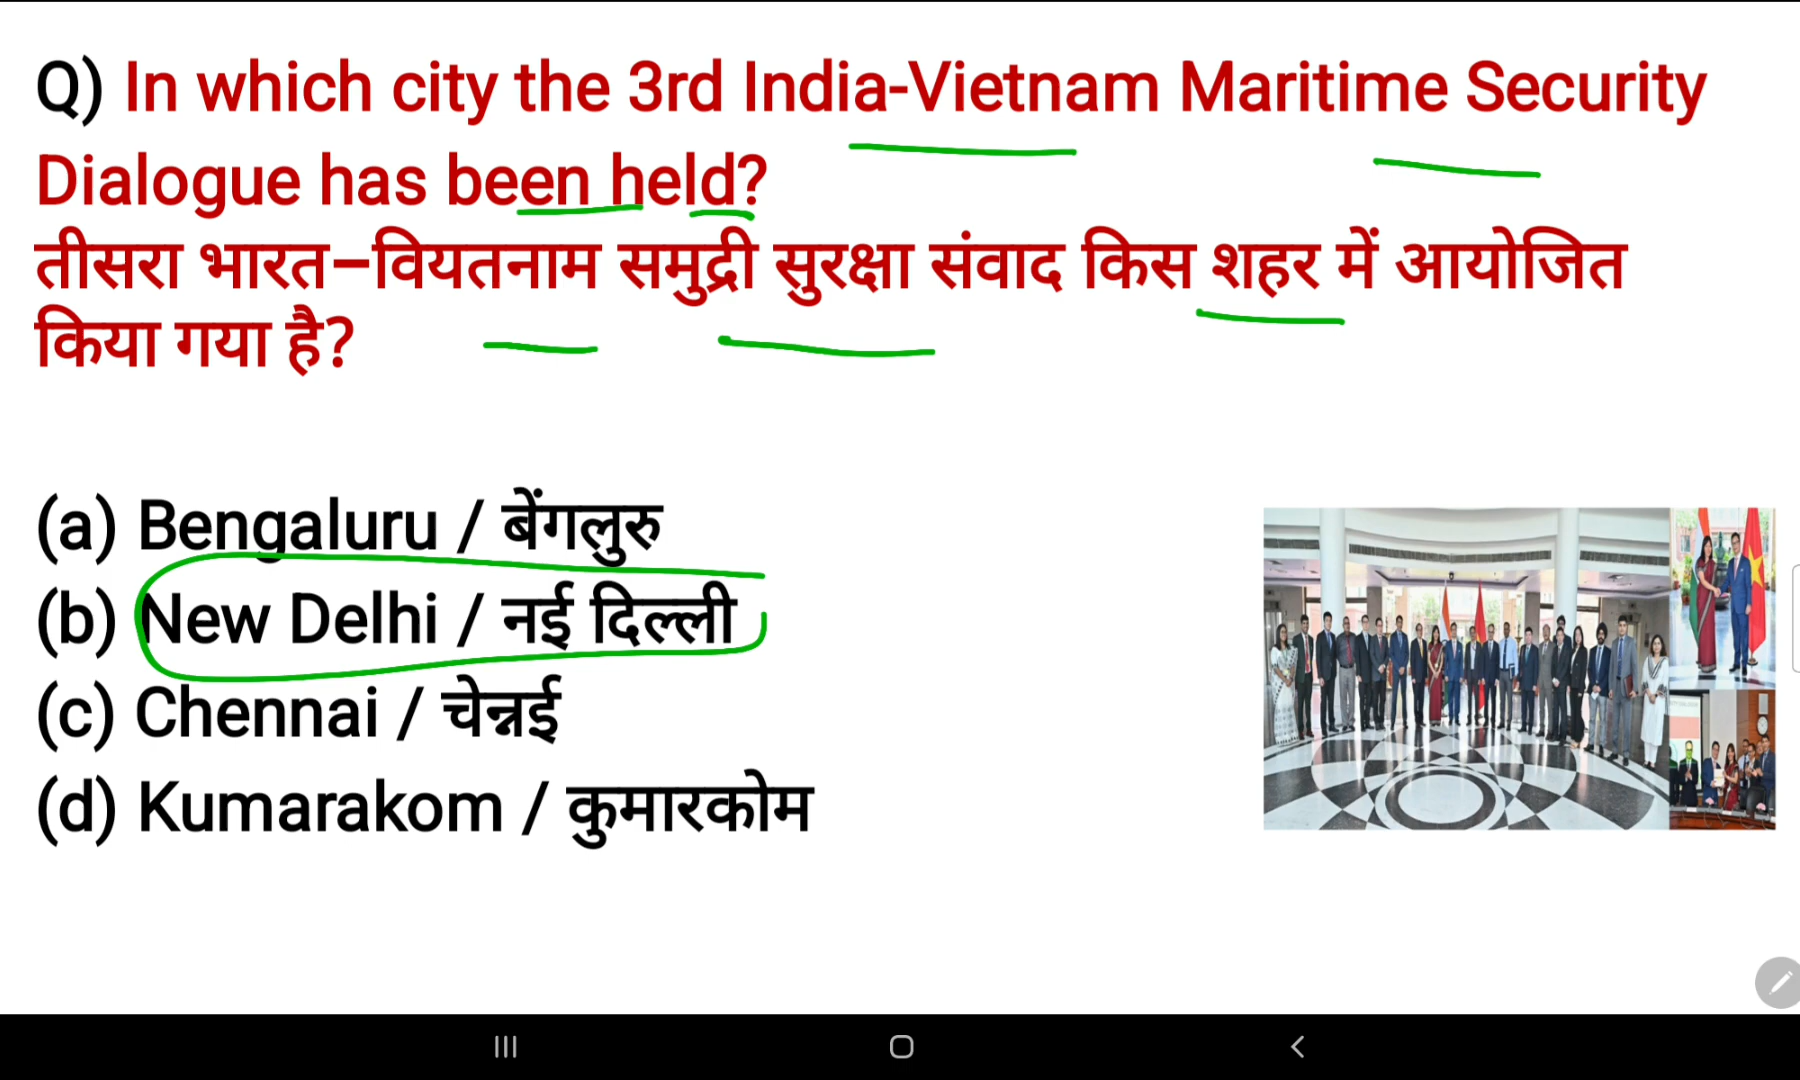 Q) In which city the 3rd India-Vietnam Maritime Security
Dialogue has been held?
तीसरा भारत–वियतनाम समुद्री सुरक्षा संवाद किस शहर में आयोजित
किया गया है?
(a) Bengaluru / बेंगलुरु
(b) New Delhi / नई दिल्ली
(c) Chennai / चेन्नई
(d) Kumarakom / कुमारकोम